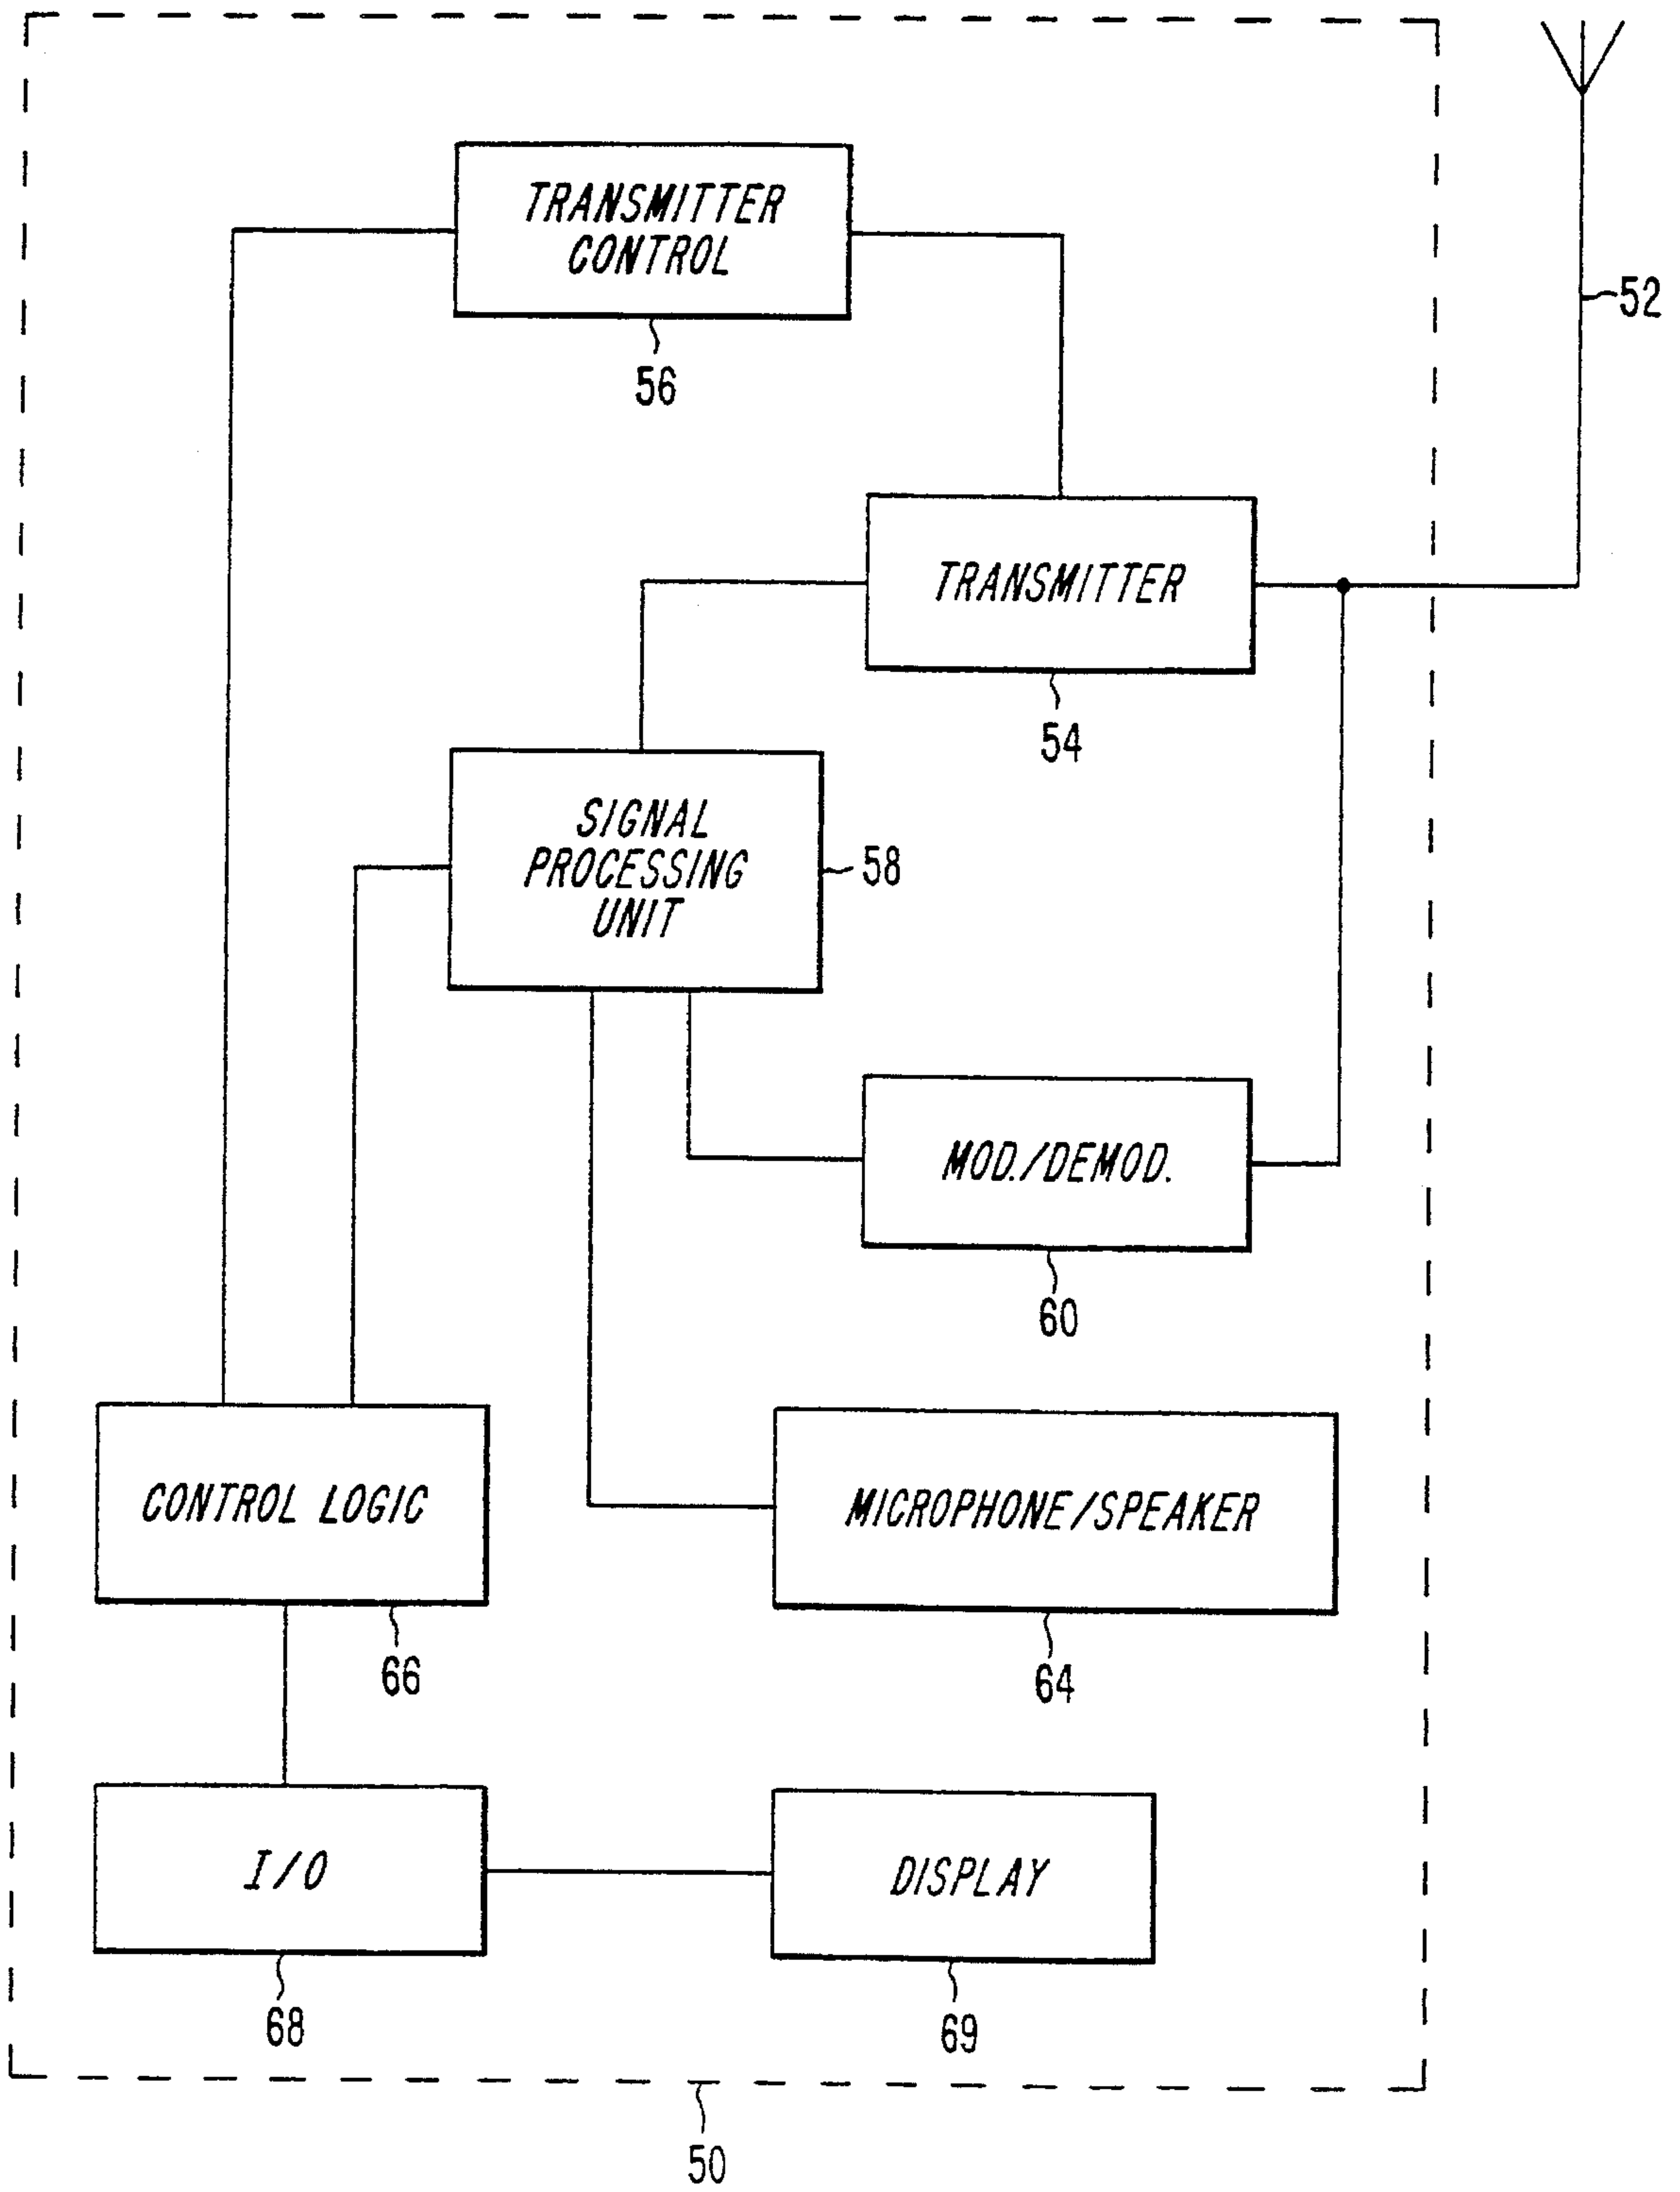 TRANSMITTER
CONTROL
56
52
TRANSMITTER
54
SIGNAL
PROCESSING
UNIT
58
MOD./DEMOD.
60
CONTROL LOGIC
66
MICROPHONE/SPEAKER
64
I/O
68
DISPLAY
69
50